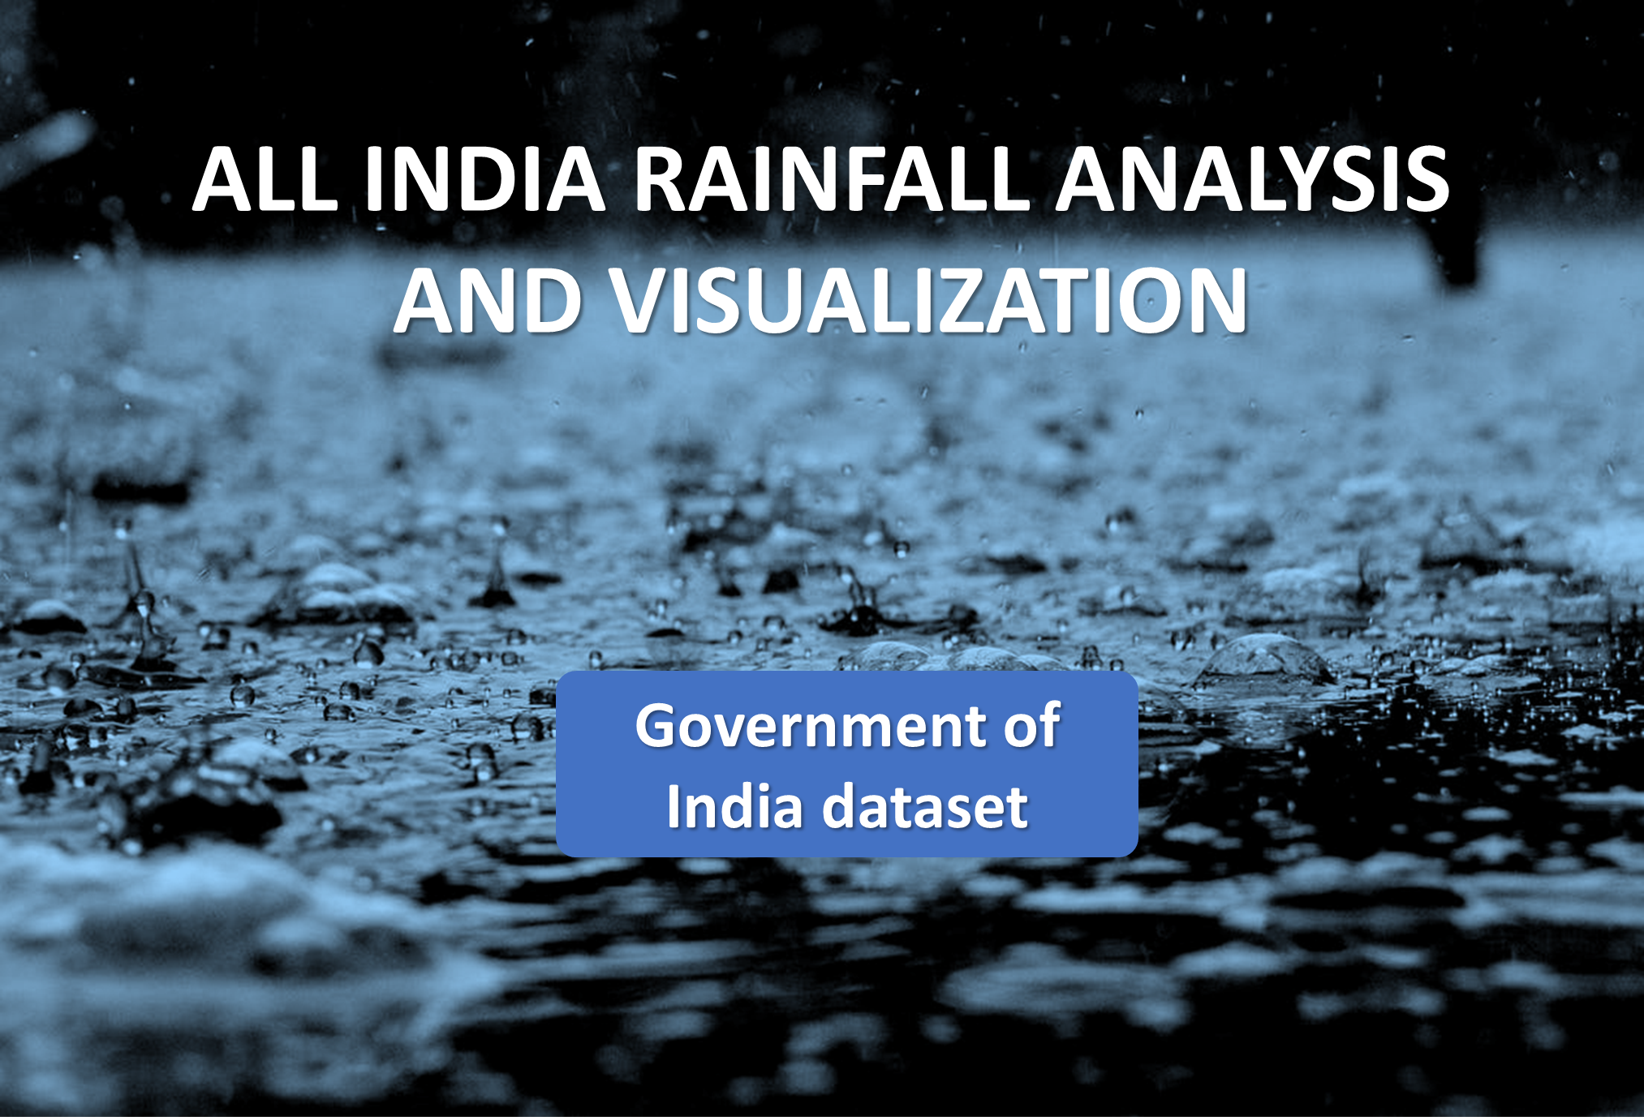 ALL INDIA RAINFALL ANALYSIS
AND VISUALIZATION
Government of
India dataset